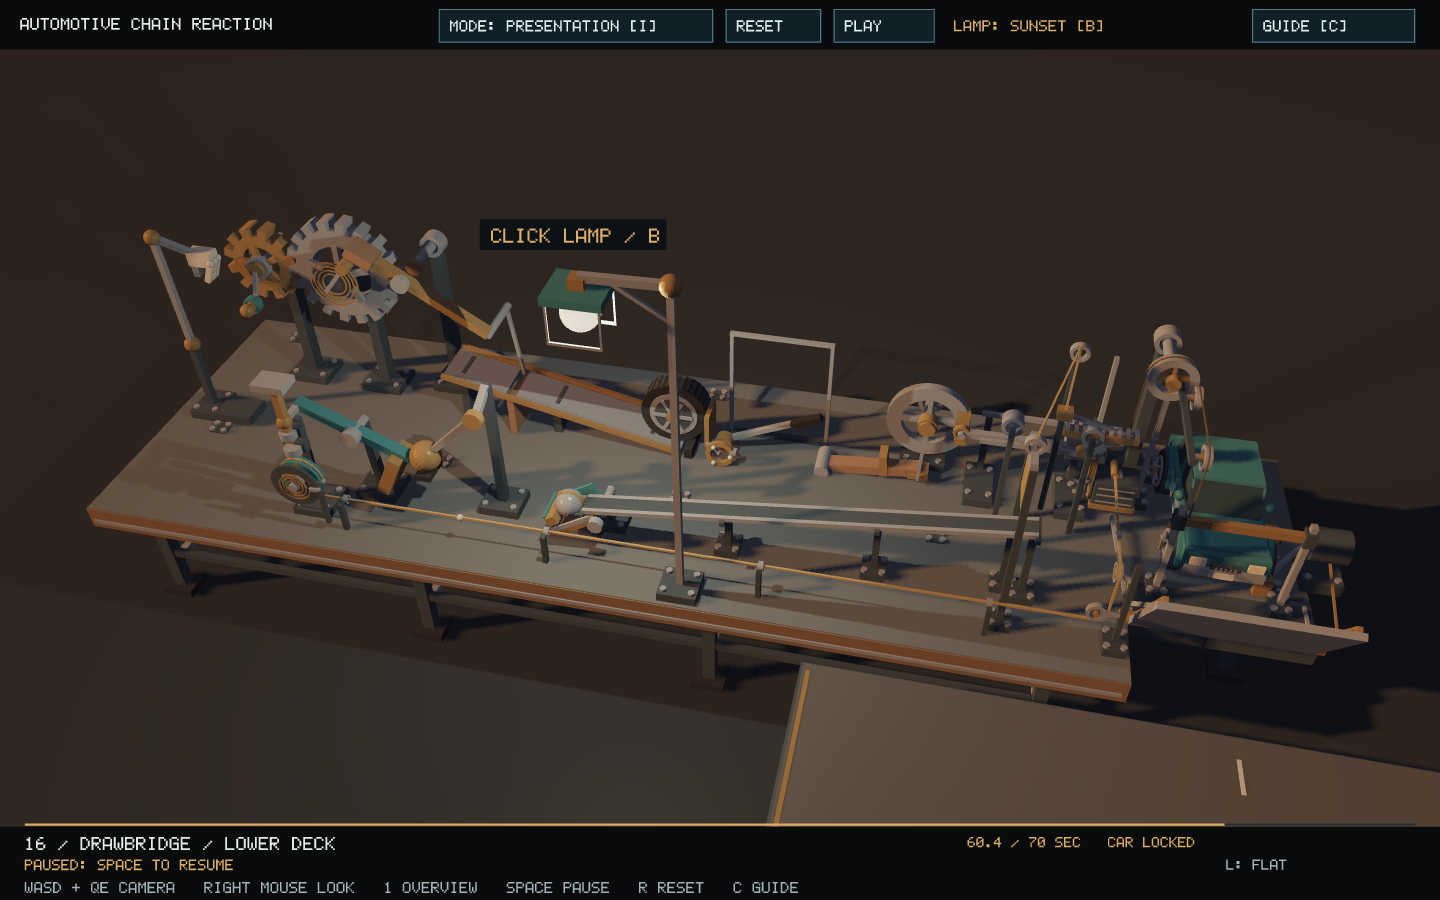 AUTOMOTIVE CHAIN REACTION
MODE: PRESENTATION [I]
RESET
PLAY
LAMP: SUNSET [B]
GUIDE [C]
CLICK LAMP / B
16 / DRAWBRIDGE / LOWER DECK
60.4 / 70 SEC
CAR LOCKED
PAUSED: SPACE TO RESUME
L: FLAT
WASD + QE CAMERA
RIGHT MOUSE LOOK
1 OVERVIEW
SPACE PAUSE
R RESET
C GUIDE